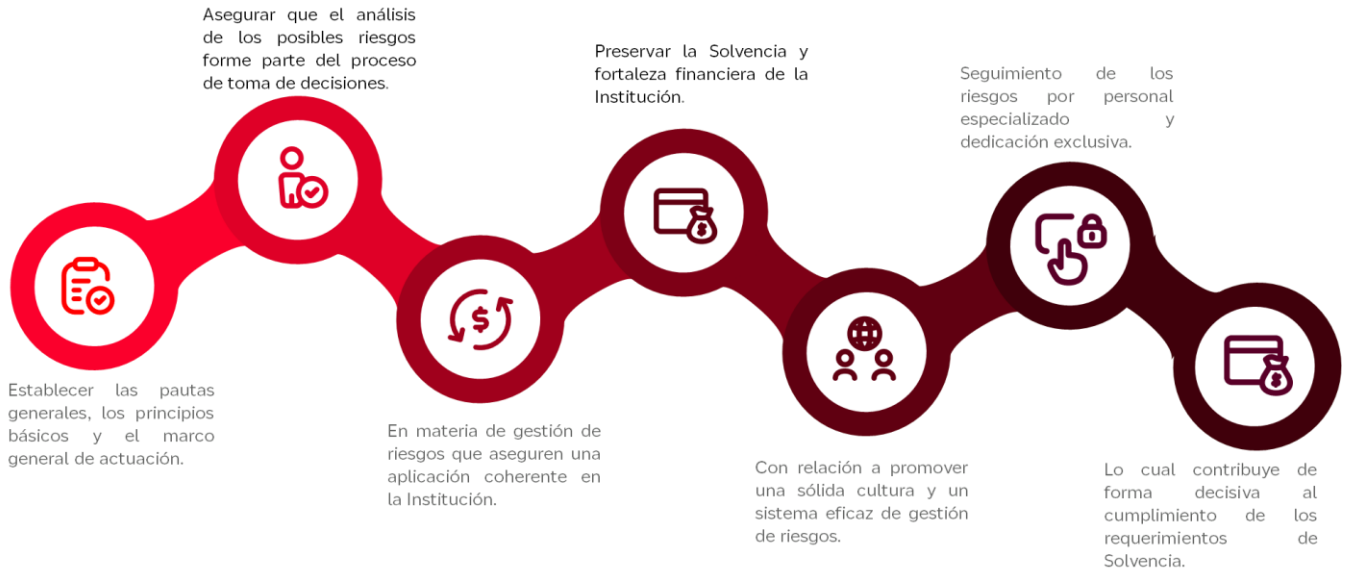 Asegurar que el análisis
de los posibles riesgos
forme parte del proceso
de toma de decisiones.
Preservar la Solvencia y
fortaleza financiera de la
Institución.
Seguimiento de los
riesgos por personal
especializado y
dedicación exclusiva.
Establecer las pautas
generales, los principios
básicos y el marco
general de actuación.
En materia de gestión de
riesgos que aseguren una
aplicación coherente en
la Institución.
Con relación a promover
una sólida cultura y un
sistema eficaz de gestión
de riesgos.
Lo cual contribuye de
forma decisiva al
cumplimiento de los
requerimientos de
Solvencia.